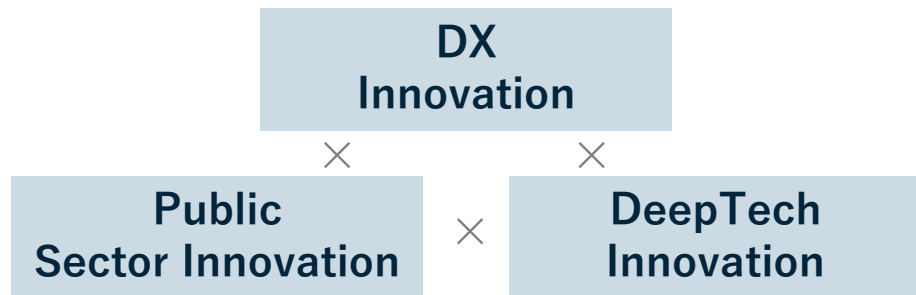 DX
Innovation
×
×
Public
Sector Innovation
×
DeepTech
Innovation